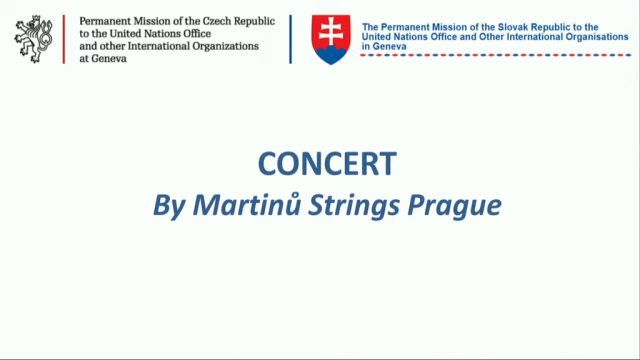 Permanent Mission of the Czech Republic
to the United Nations Office
and other International Organizations
at Geneva
The Permanent Mission of the Slovak Republic to the
United Nations Office and Other International Organisations
in Geneva
CONCERT
By Martinů Strings Prague